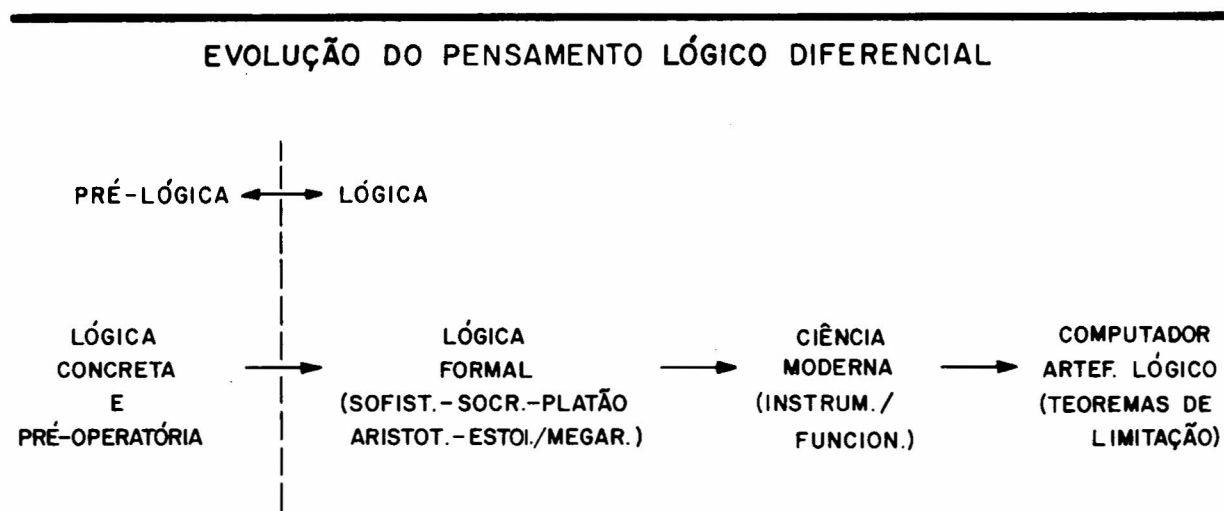 EVOLUÇÃO DO PENSAMENTO LÓGICO DIFERENCIAL
PRÉ-LÓGICA
LÓGICA
LÓGICA
CONCRETA
E
PRÉ-OPERATÓRIA
LÓGICA
FORMAL
(SOFIST.-SOCR.-PLATÃO
ARISTOT.-ESTOI./MEGAR.)
CIÊNCIA
MODERNA
(INSTRUM./
FUNCION.)
COMPUTADOR
ARTEF. LÓGICO
(TEOREMAS DE
LIMITAÇÃO)